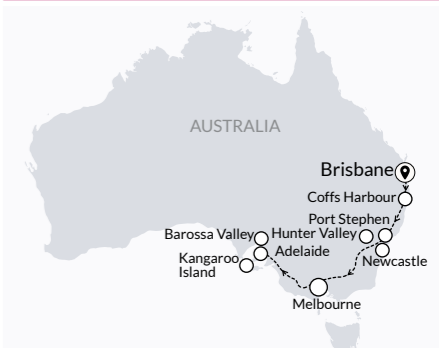 AUSTRALIA
Brisbane
Coffs Harbour
Port Stephen
Hunter Valley
Newcastle
Barossa Valley
Adelaide
Kangaroo
Island
Melbourne